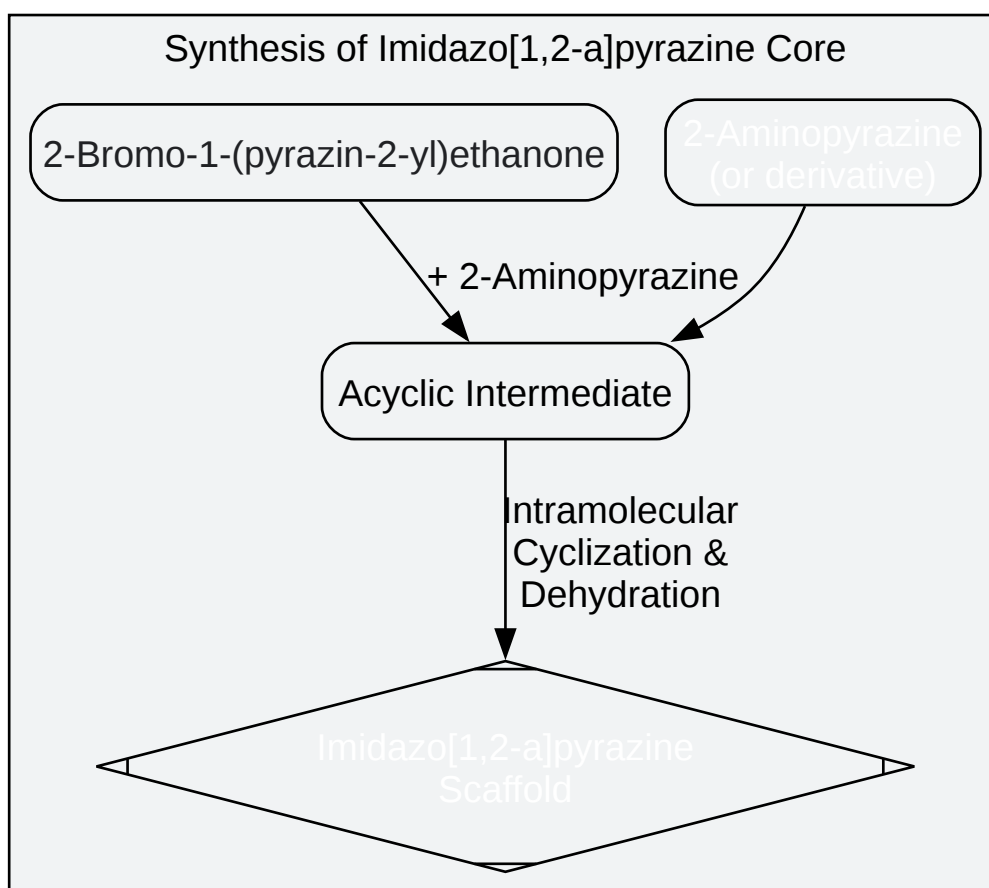 Synthesis of Imidazo[1,2-a]pyrazine Core
2-Bromo-1-(pyrazin-2-yl)ethanone
2-Aminopyrazine
(or derivative)
+ 2-Aminopyrazine
Acyclic Intermediate
Intramolecular
Cyclization &
Dehydration
Imidazo[1,2-a]pyrazine
Scaffold